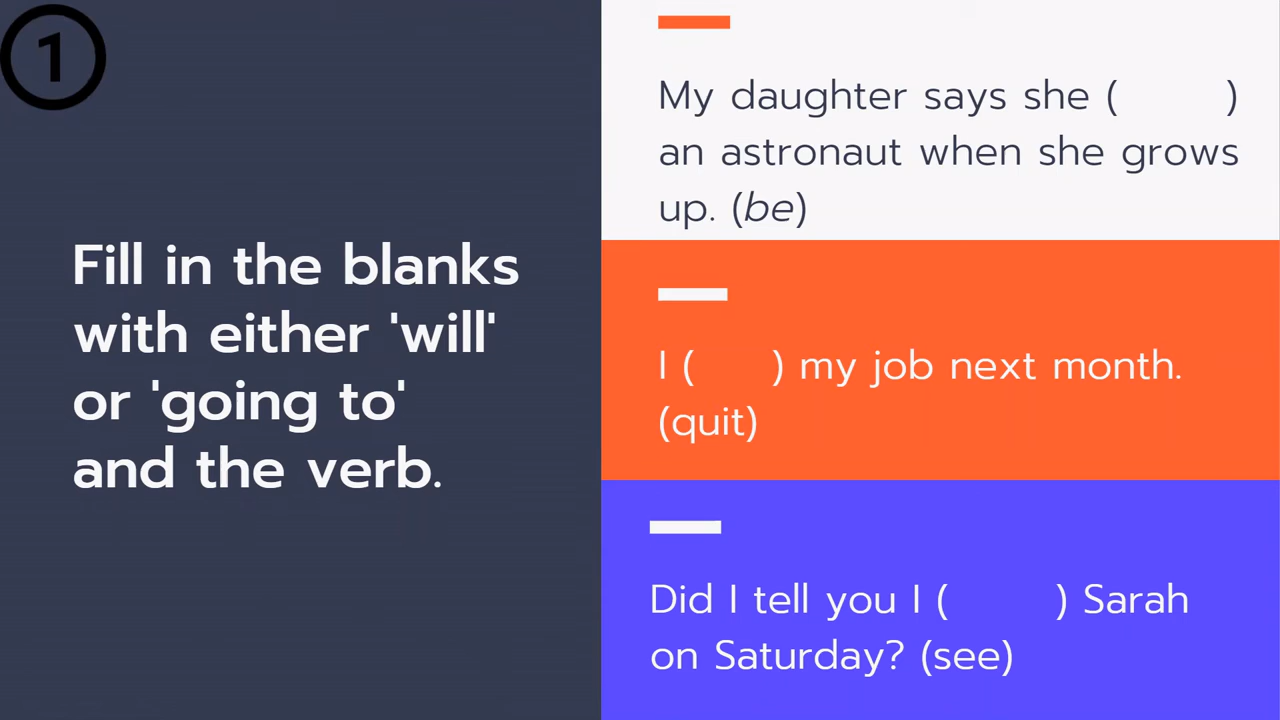 1
Fill in the blanks
with either 'will'
or 'going to'
and the verb.
My daughter says she ( )
an astronaut when she grows
up. (be)
I ( ) my job next month.
(quit)
Did I tell you I ( ) Sarah
on Saturday? (see)